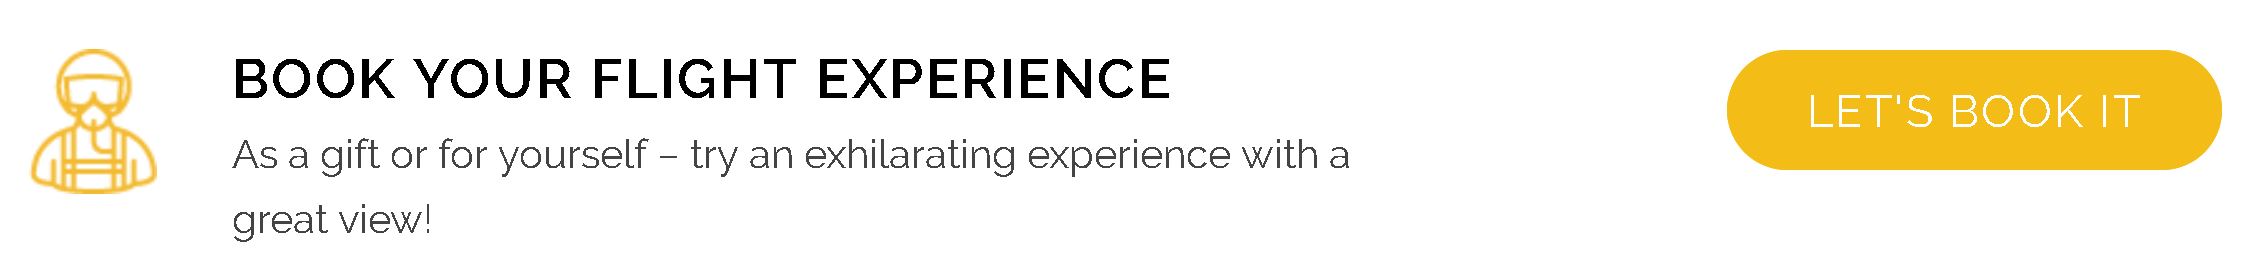 BOOK YOUR FLIGHT EXPERIENCE
As a gift or for yourself – try an exhilarating experience with a
great view!
LET'S BOOK IT